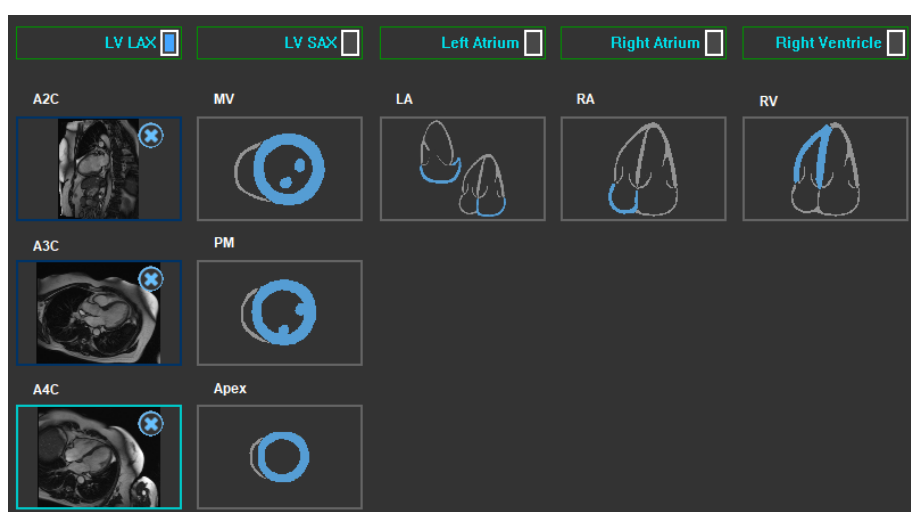 LV LAX LV SAX Left Atrium Right Atrium Right Ventricle
A2C MV LA RA RV
A3C PM
A4C Apex